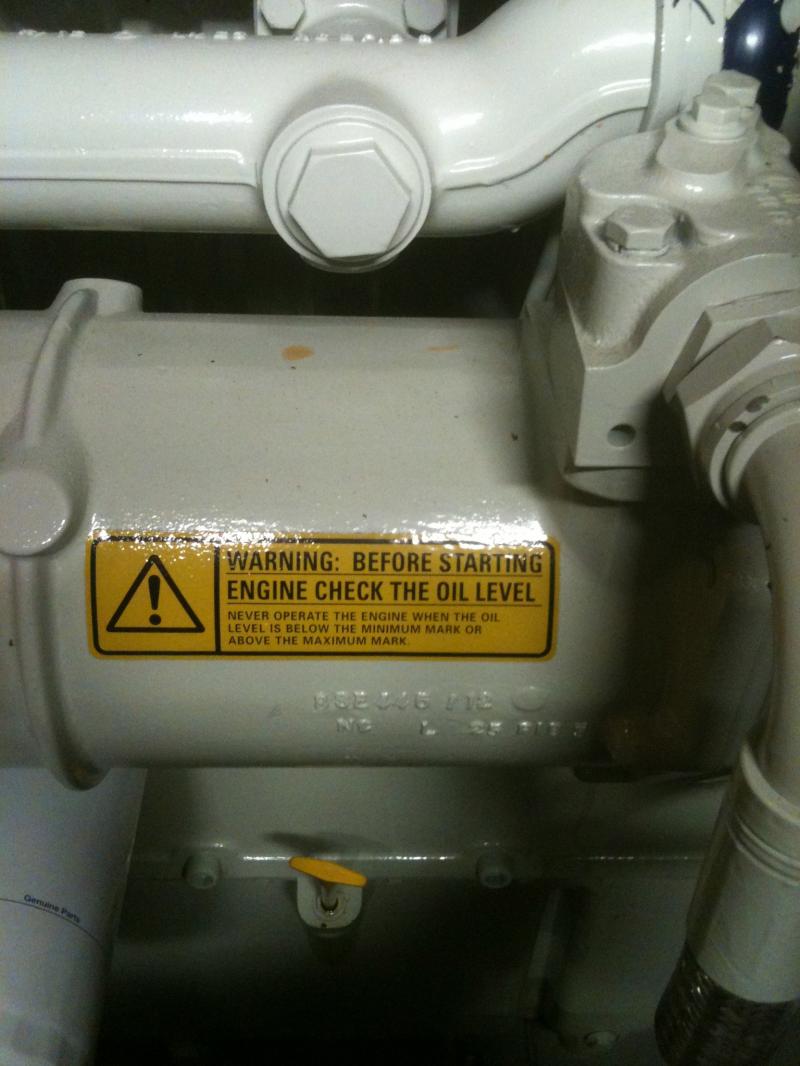 WARNING: BEFORE STARTING
ENGINE CHECK THE OIL LEVEL
NEVER OPERATE THE ENGINE WHEN THE OIL
LEVEL IS BELOW THE MINIMUM MARK OR
ABOVE THE MAXIMUM MARK.
Genuine Parts